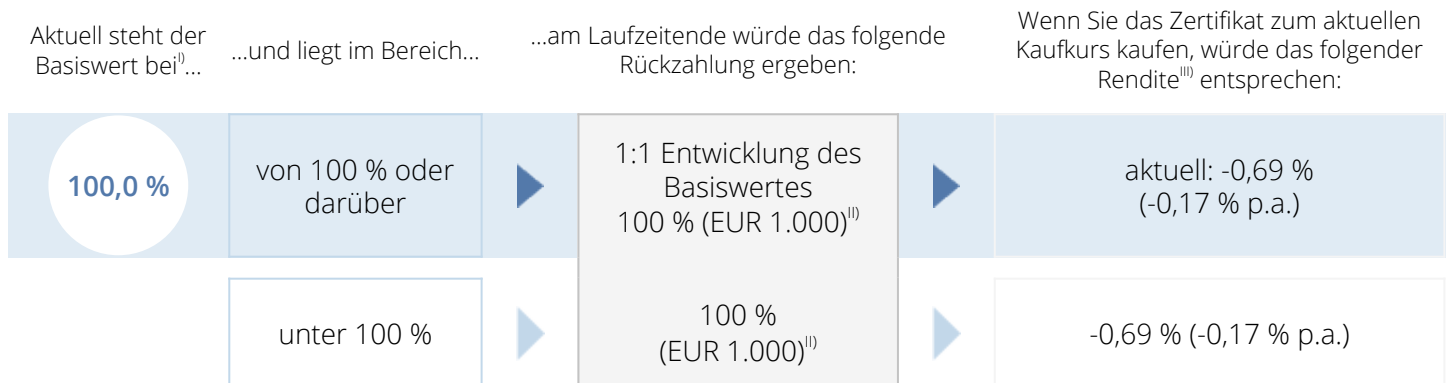 Aktuell steht der
Basiswert bei^I)...
...und liegt im Bereich...
...am Laufzeitende würde das folgende
Rückzahlung ergeben:
Wenn Sie das Zertifikat zum aktuellen
Kaufkurs kaufen, würde das folgender
Rendite^III) entsprechen:
100,0 %
von 100 % oder
darüber
1:1 Entwicklung des
Basiswertes
100 % (EUR 1.000)^II)
aktuell: -0,69 %
(-0,17 % p.a.)
unter 100 %
100 %
(EUR 1.000)^II)
-0,69 % (-0,17 % p.a.)